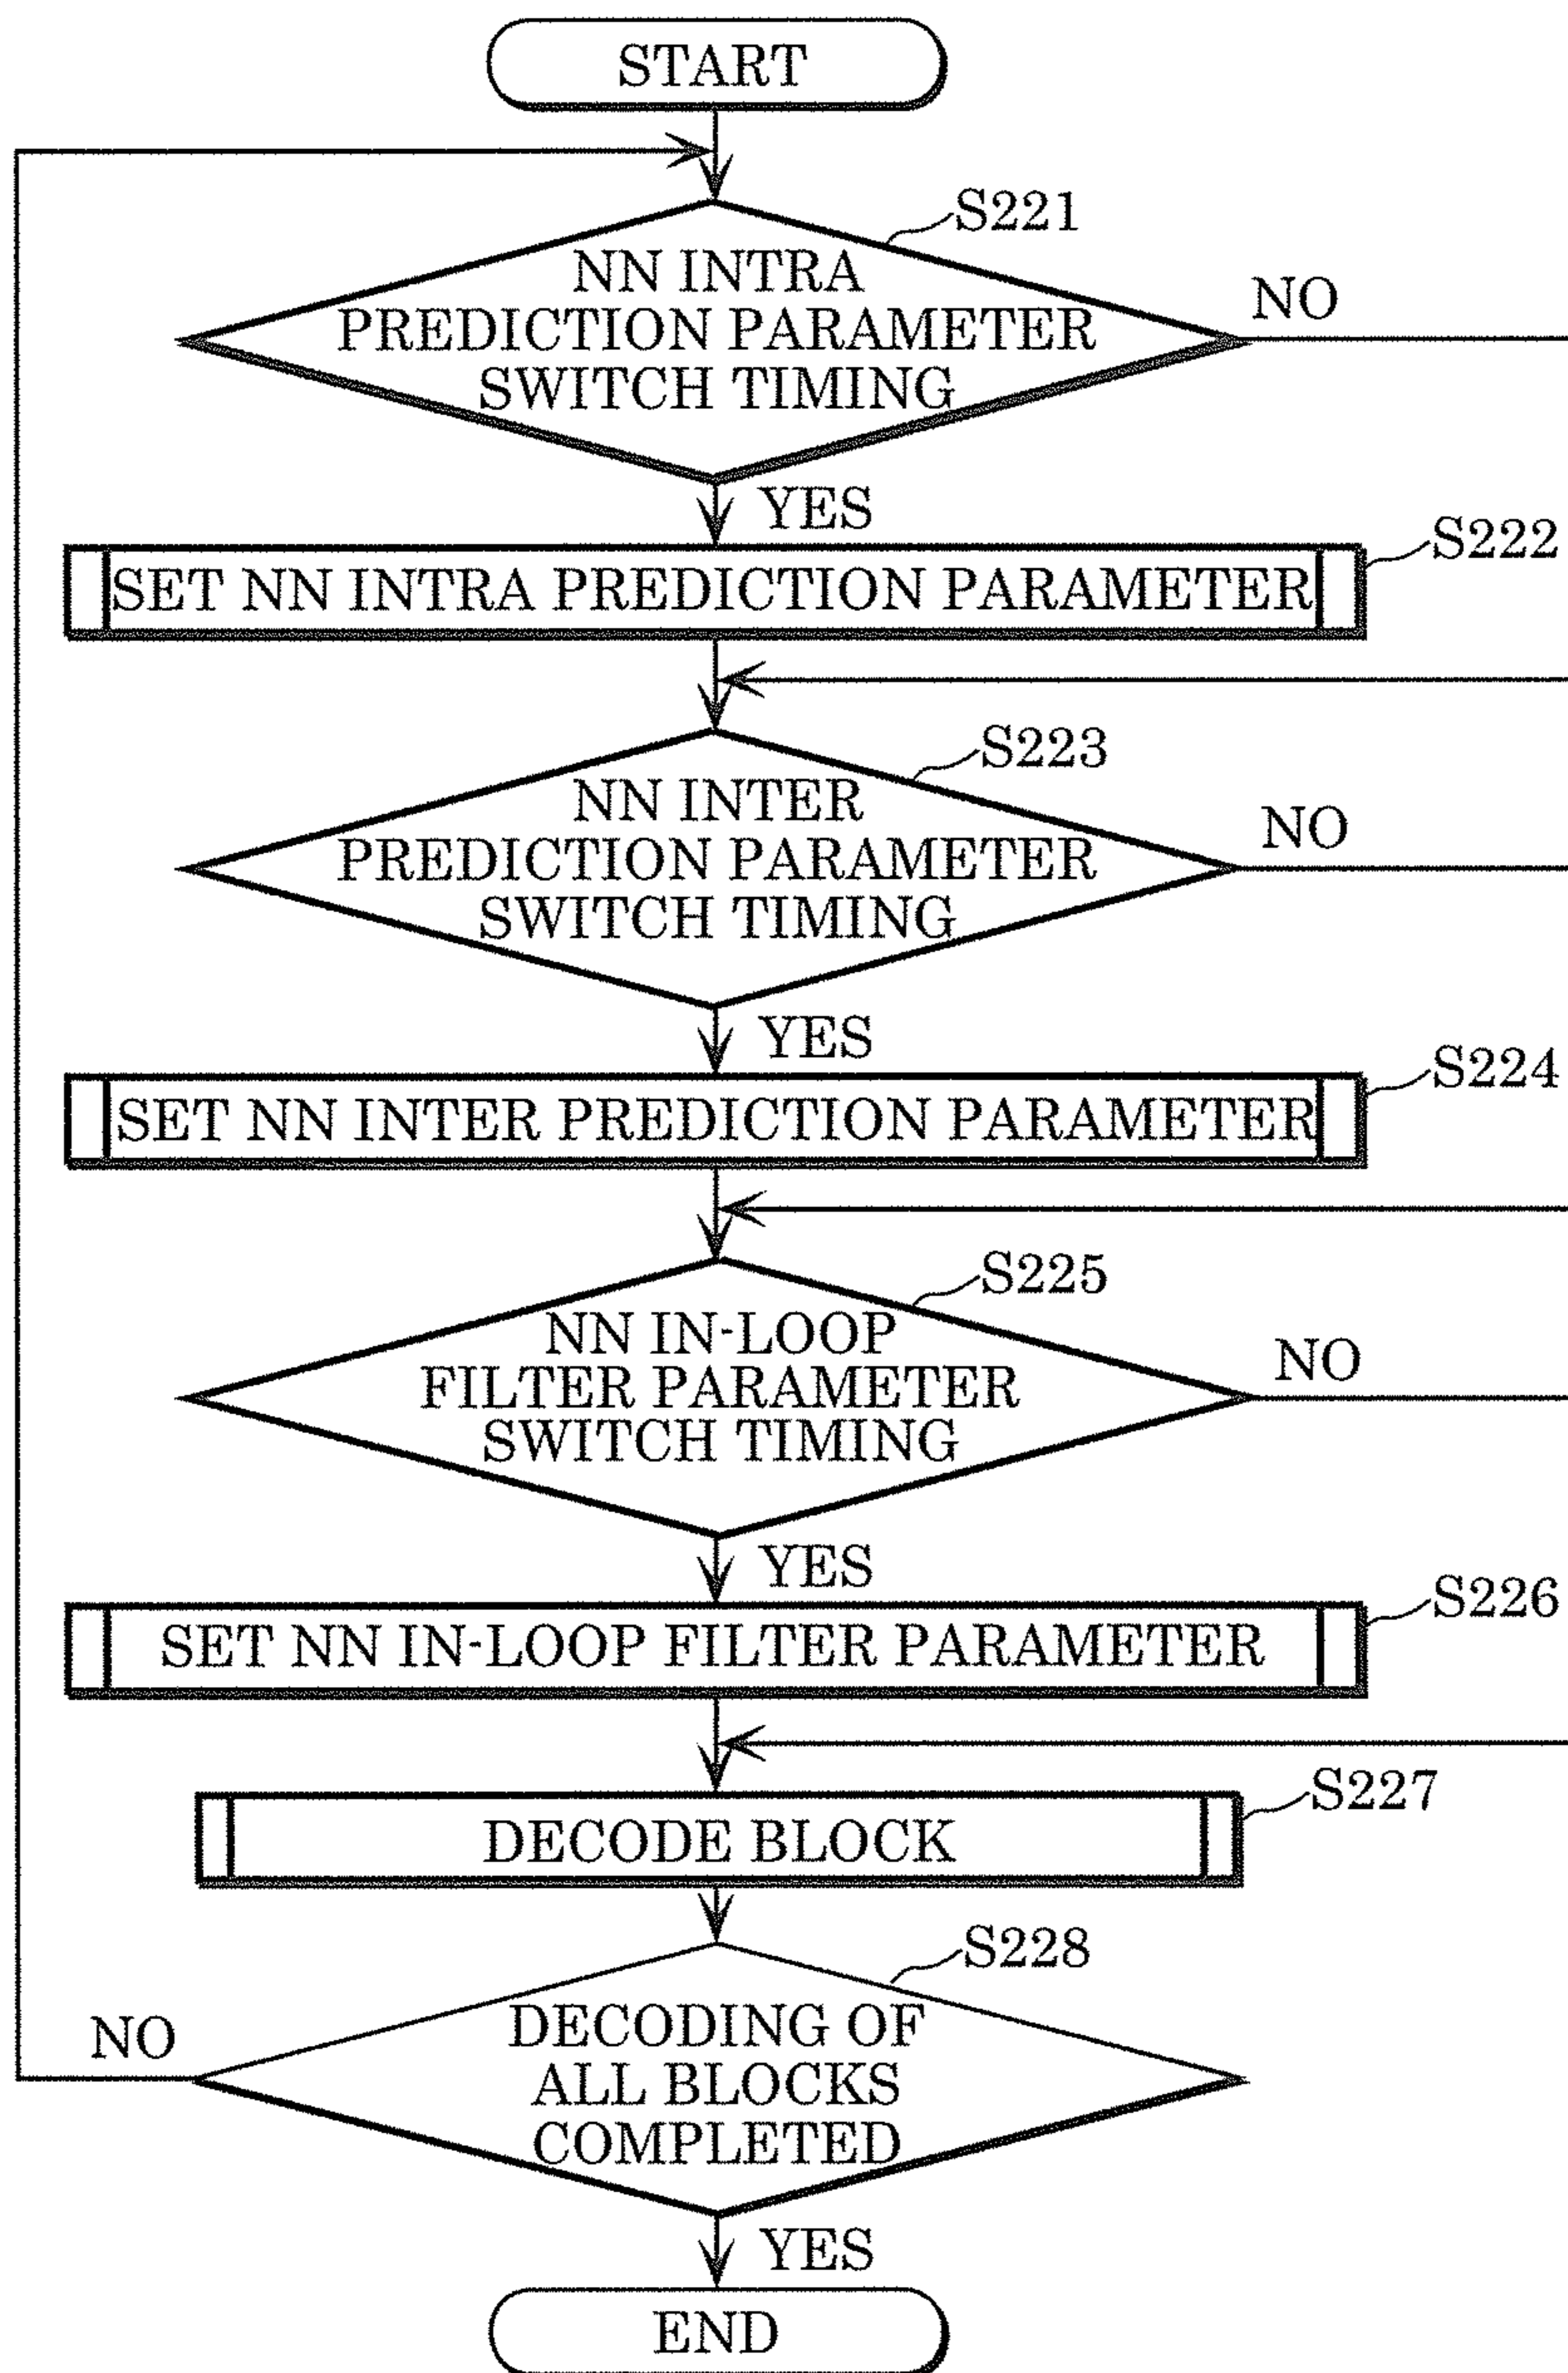 START
S221
NN INTRA
PREDICTION PARAMETER
SWITCH TIMING
NO
YES
S222
SET NN INTRA PREDICTION PARAMETER
S223
NN INTER
PREDICTION PARAMETER
SWITCH TIMING
NO
YES
S224
SET NN INTER PREDICTION PARAMETER
S225
NN IN-LOOP
FILTER PARAMETER
SWITCH TIMING
NO
YES
S226
SET NN IN-LOOP FILTER PARAMETER
S227
DECODE BLOCK
S228
DECODING OF
ALL BLOCKS
COMPLETED
NO
YES
END